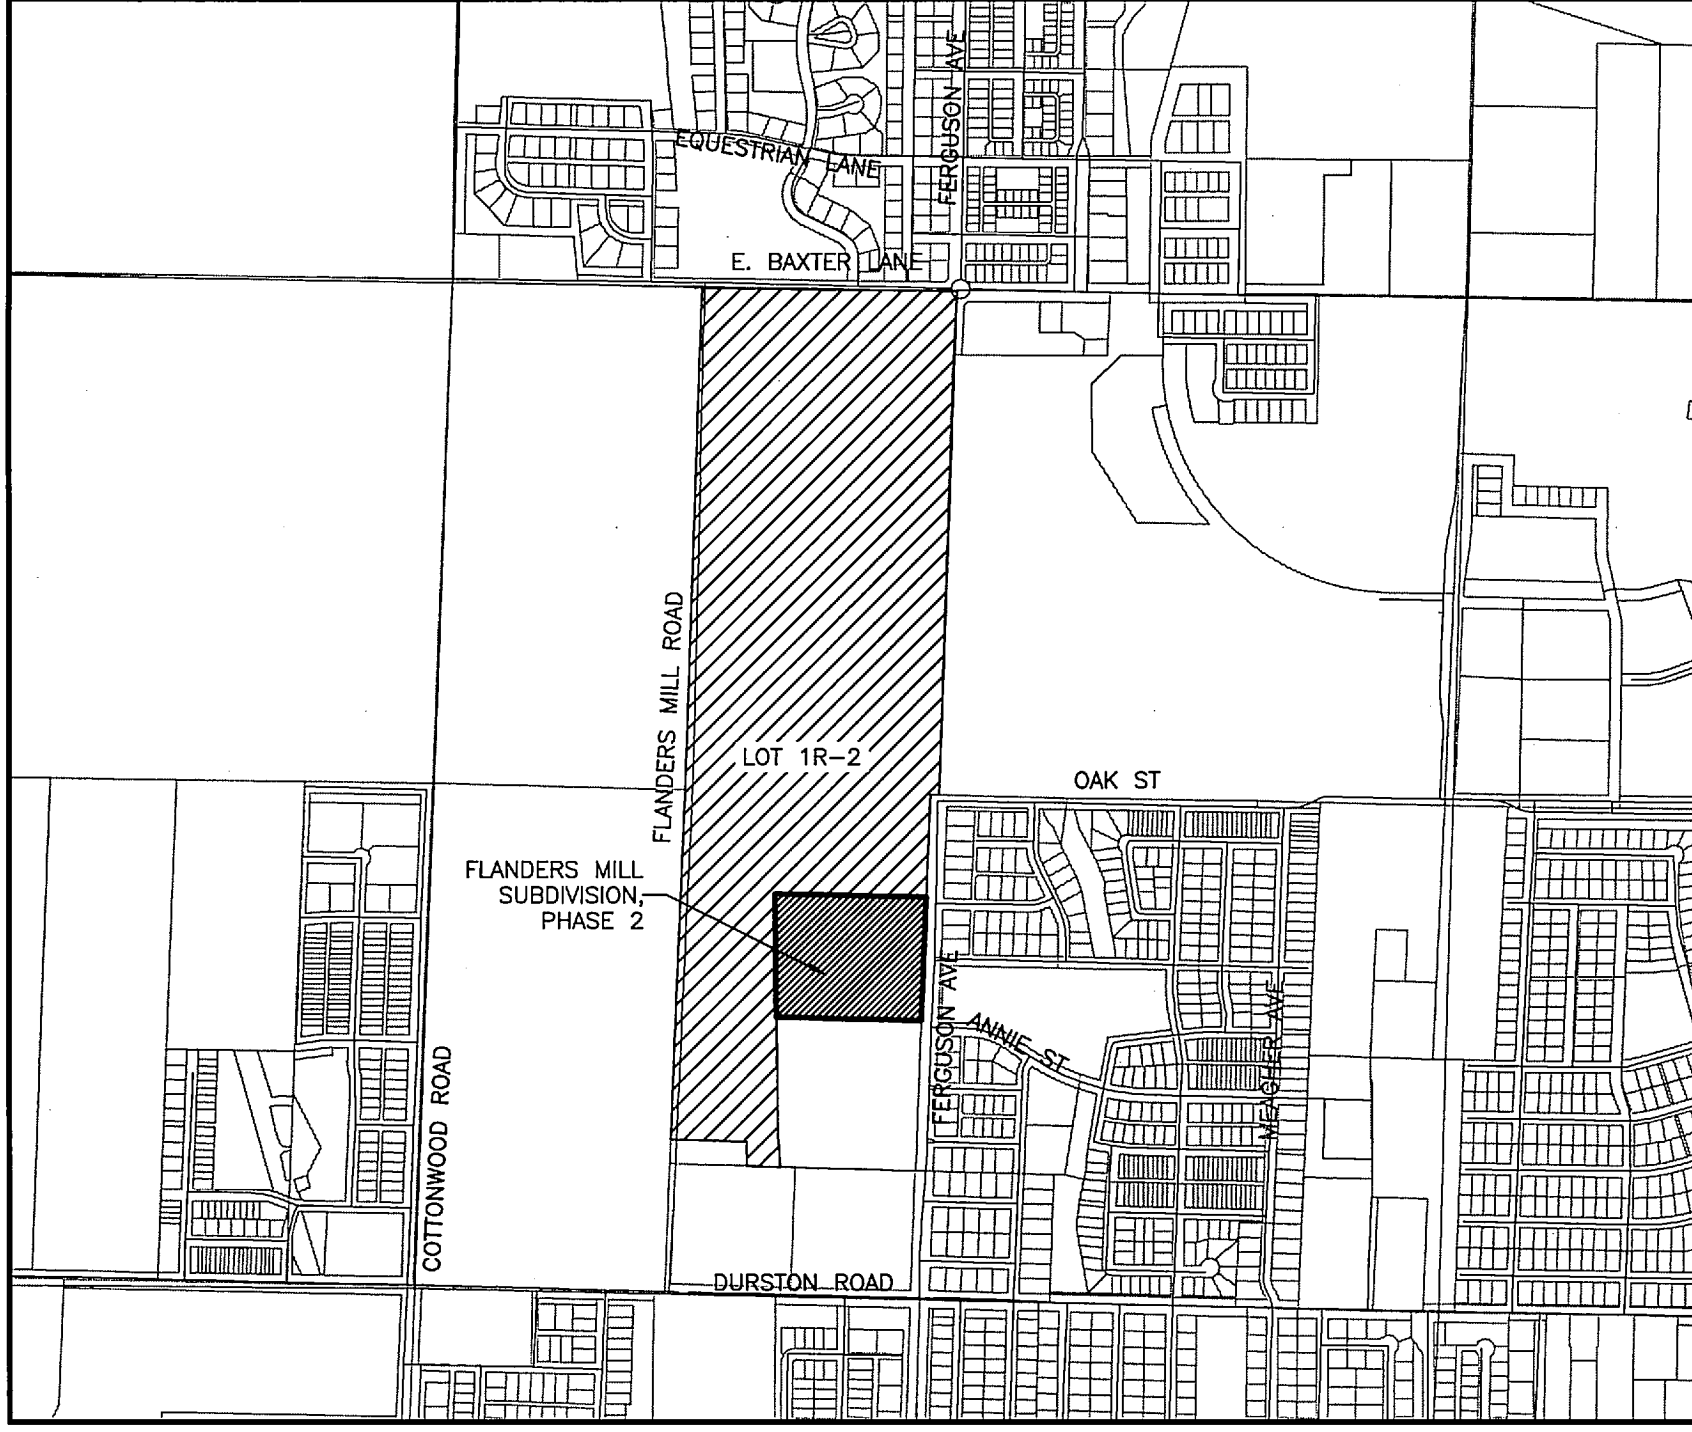 FERGUSON AVE
EQUESTRIAN LANE
E. BAXTER LANE
FLANDERS MILL ROAD
LOT 1R-2
OAK ST
FLANDERS MILL
SUBDIVISION,
PHASE 2
FERGUSON AVE
ANNIE ST
MEAGHER AVE
COTTONWOOD ROAD
DURSTON ROAD